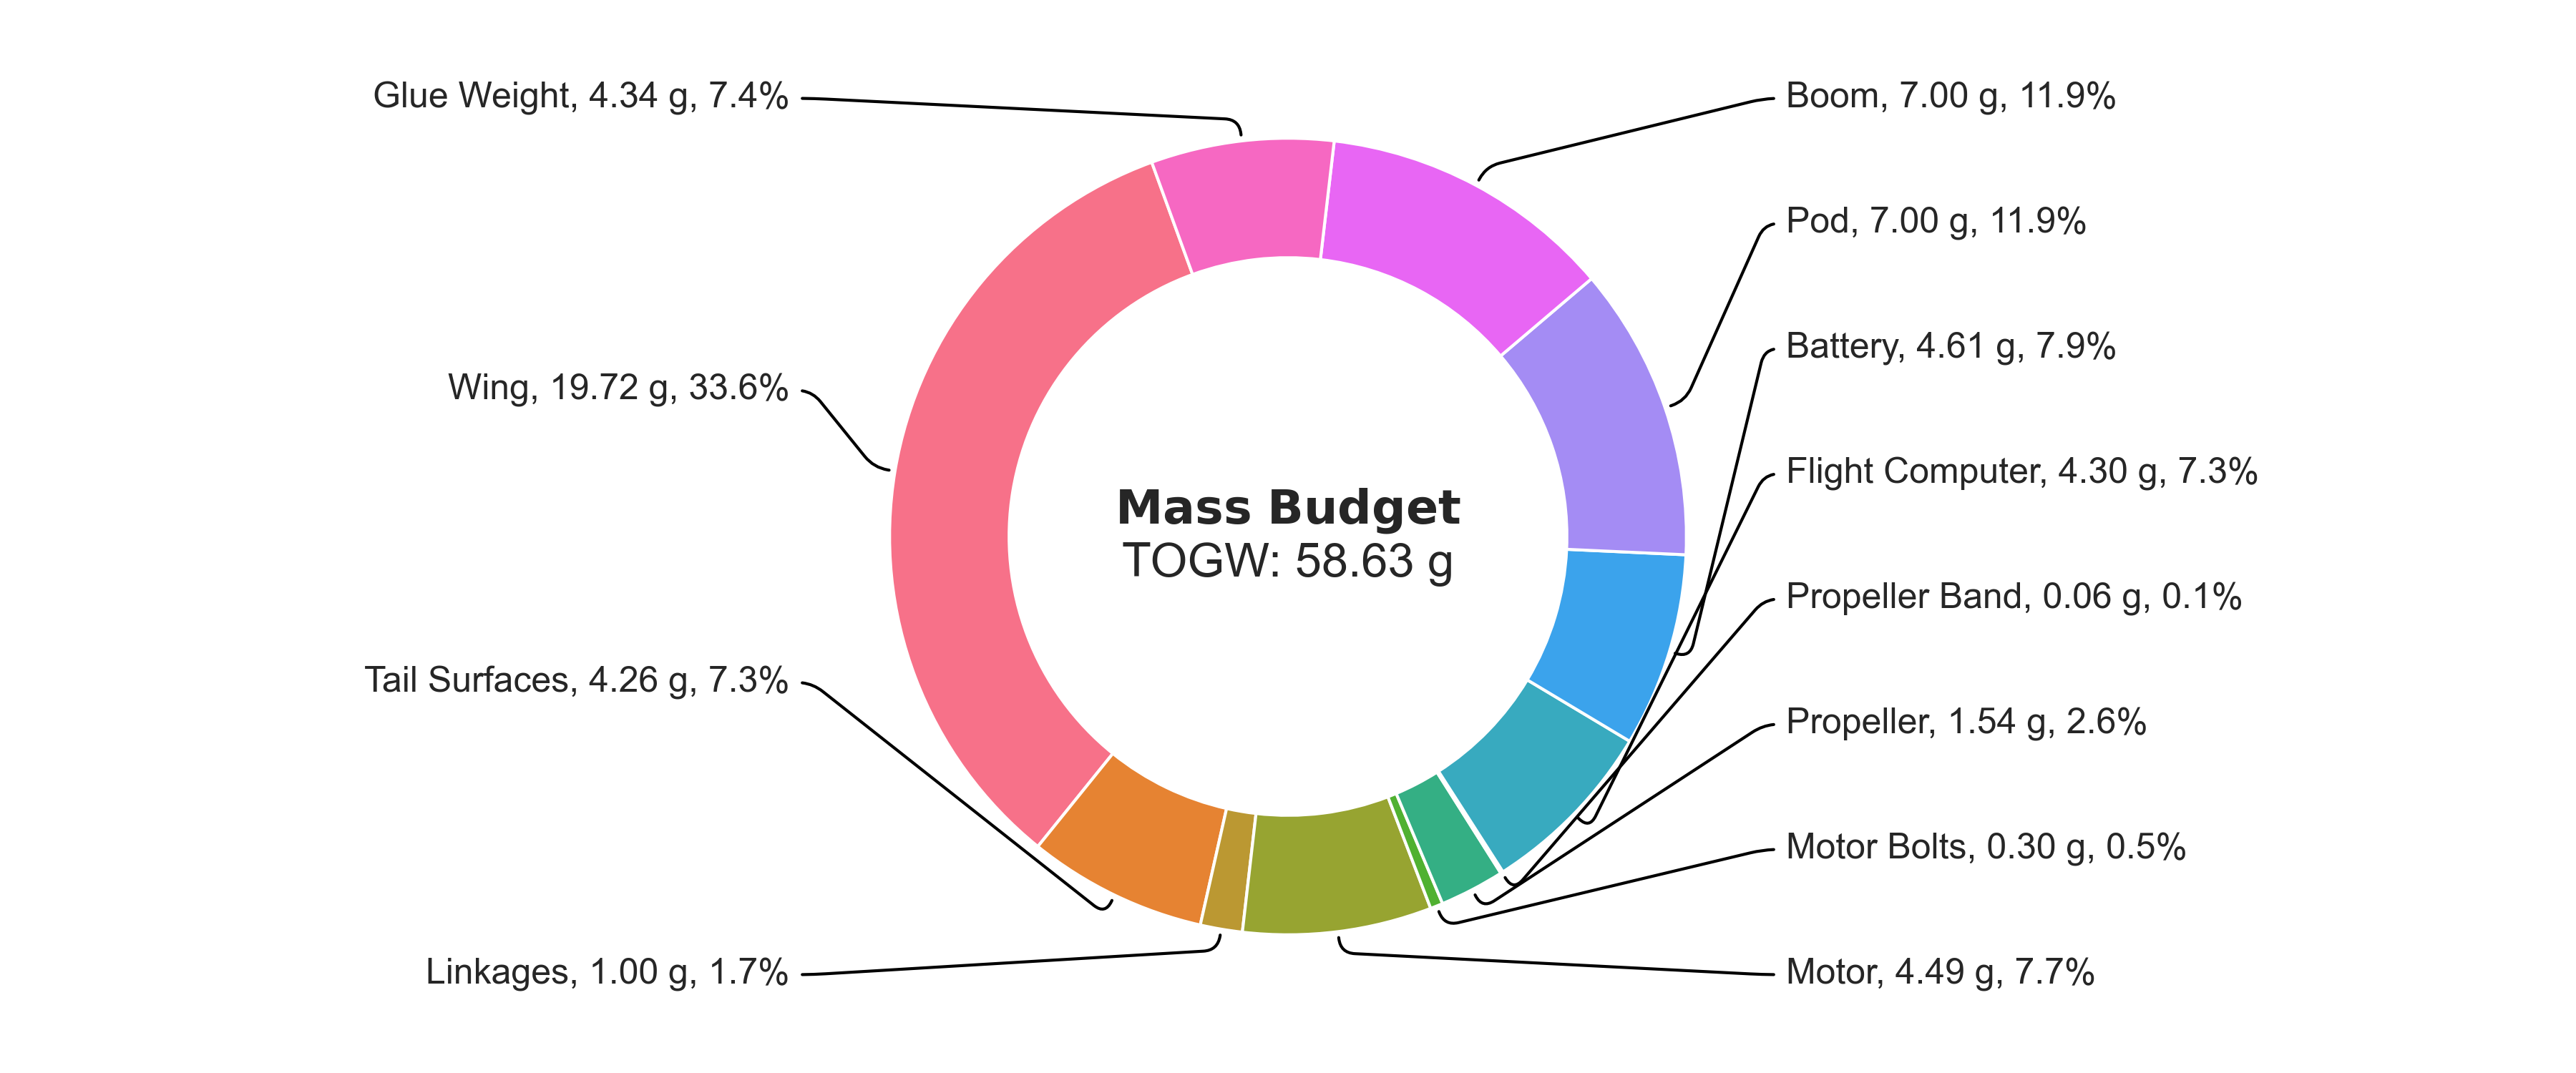 Glue Weight, 4.34 g, 7.4%
Wing, 19.72 g, 33.6%
Tail Surfaces, 4.26 g, 7.3%
Linkages, 1.00 g, 1.7%
Mass Budget
TOGW: 58.63 g
Boom, 7.00 g, 11.9%
Pod, 7.00 g, 11.9%
Battery, 4.61 g, 7.9%
Flight Computer, 4.30 g, 7.3%
Propeller Band, 0.06 g, 0.1%
Propeller, 1.54 g, 2.6%
Motor Bolts, 0.30 g, 0.5%
Motor, 4.49 g, 7.7%